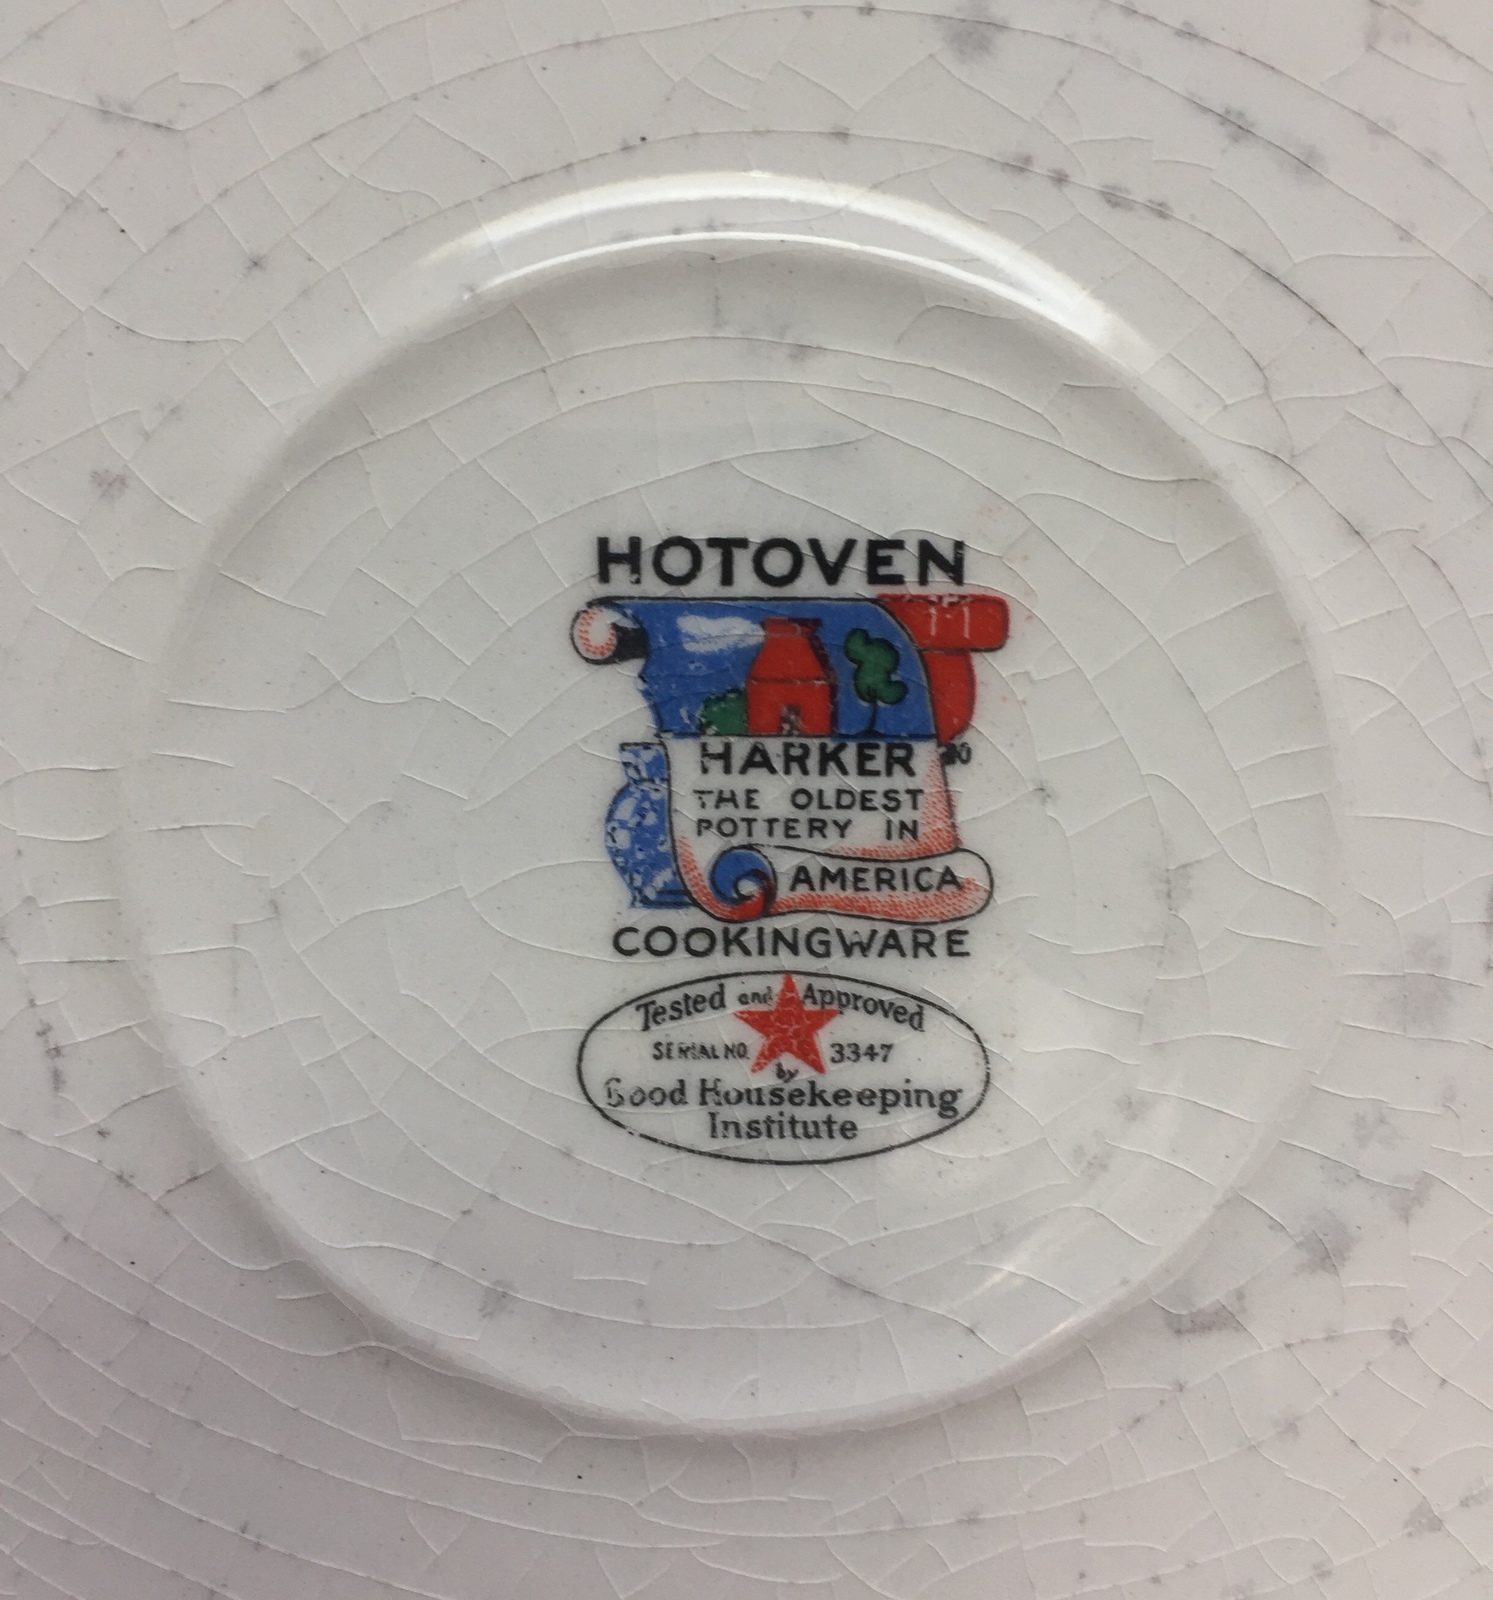 HOTOVEN
HARKER
THE OLDEST
POTTERY IN
AMERICA
COOKINGWARE
Tested and Approved
SERIAL NO. 3347
by
Good Housekeeping
Institute